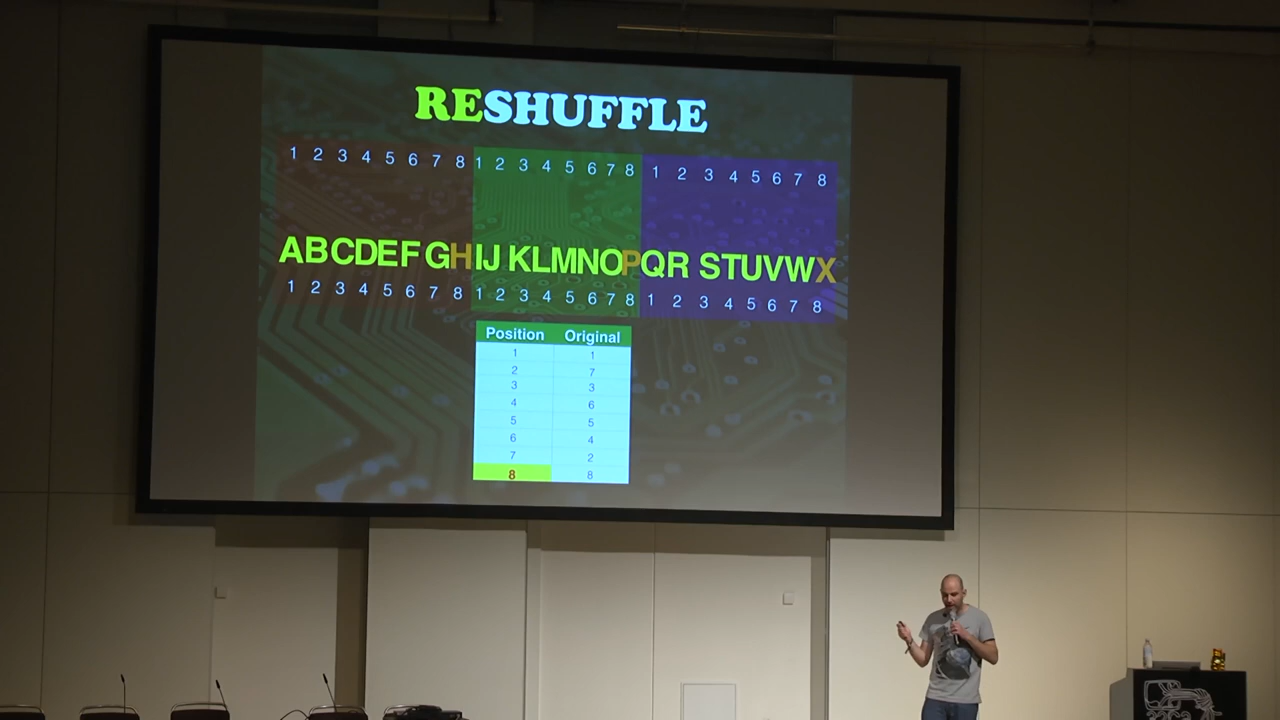 RESHUFFLE
1 2 3 4 5 6 7 8 1 2 3 4 5 6 7 8 1 2 3 4 5 6 7 8
ABCDEFGHIJKLMNOPQRSTUVWX
1 2 3 4 5 6 7 8 1 2 3 4 5 6 7 8 1 2 3 4 5 6 7 8
Position Original
1 1
2 7
3 3
4 6
5 5
6 4
7 2
8 8